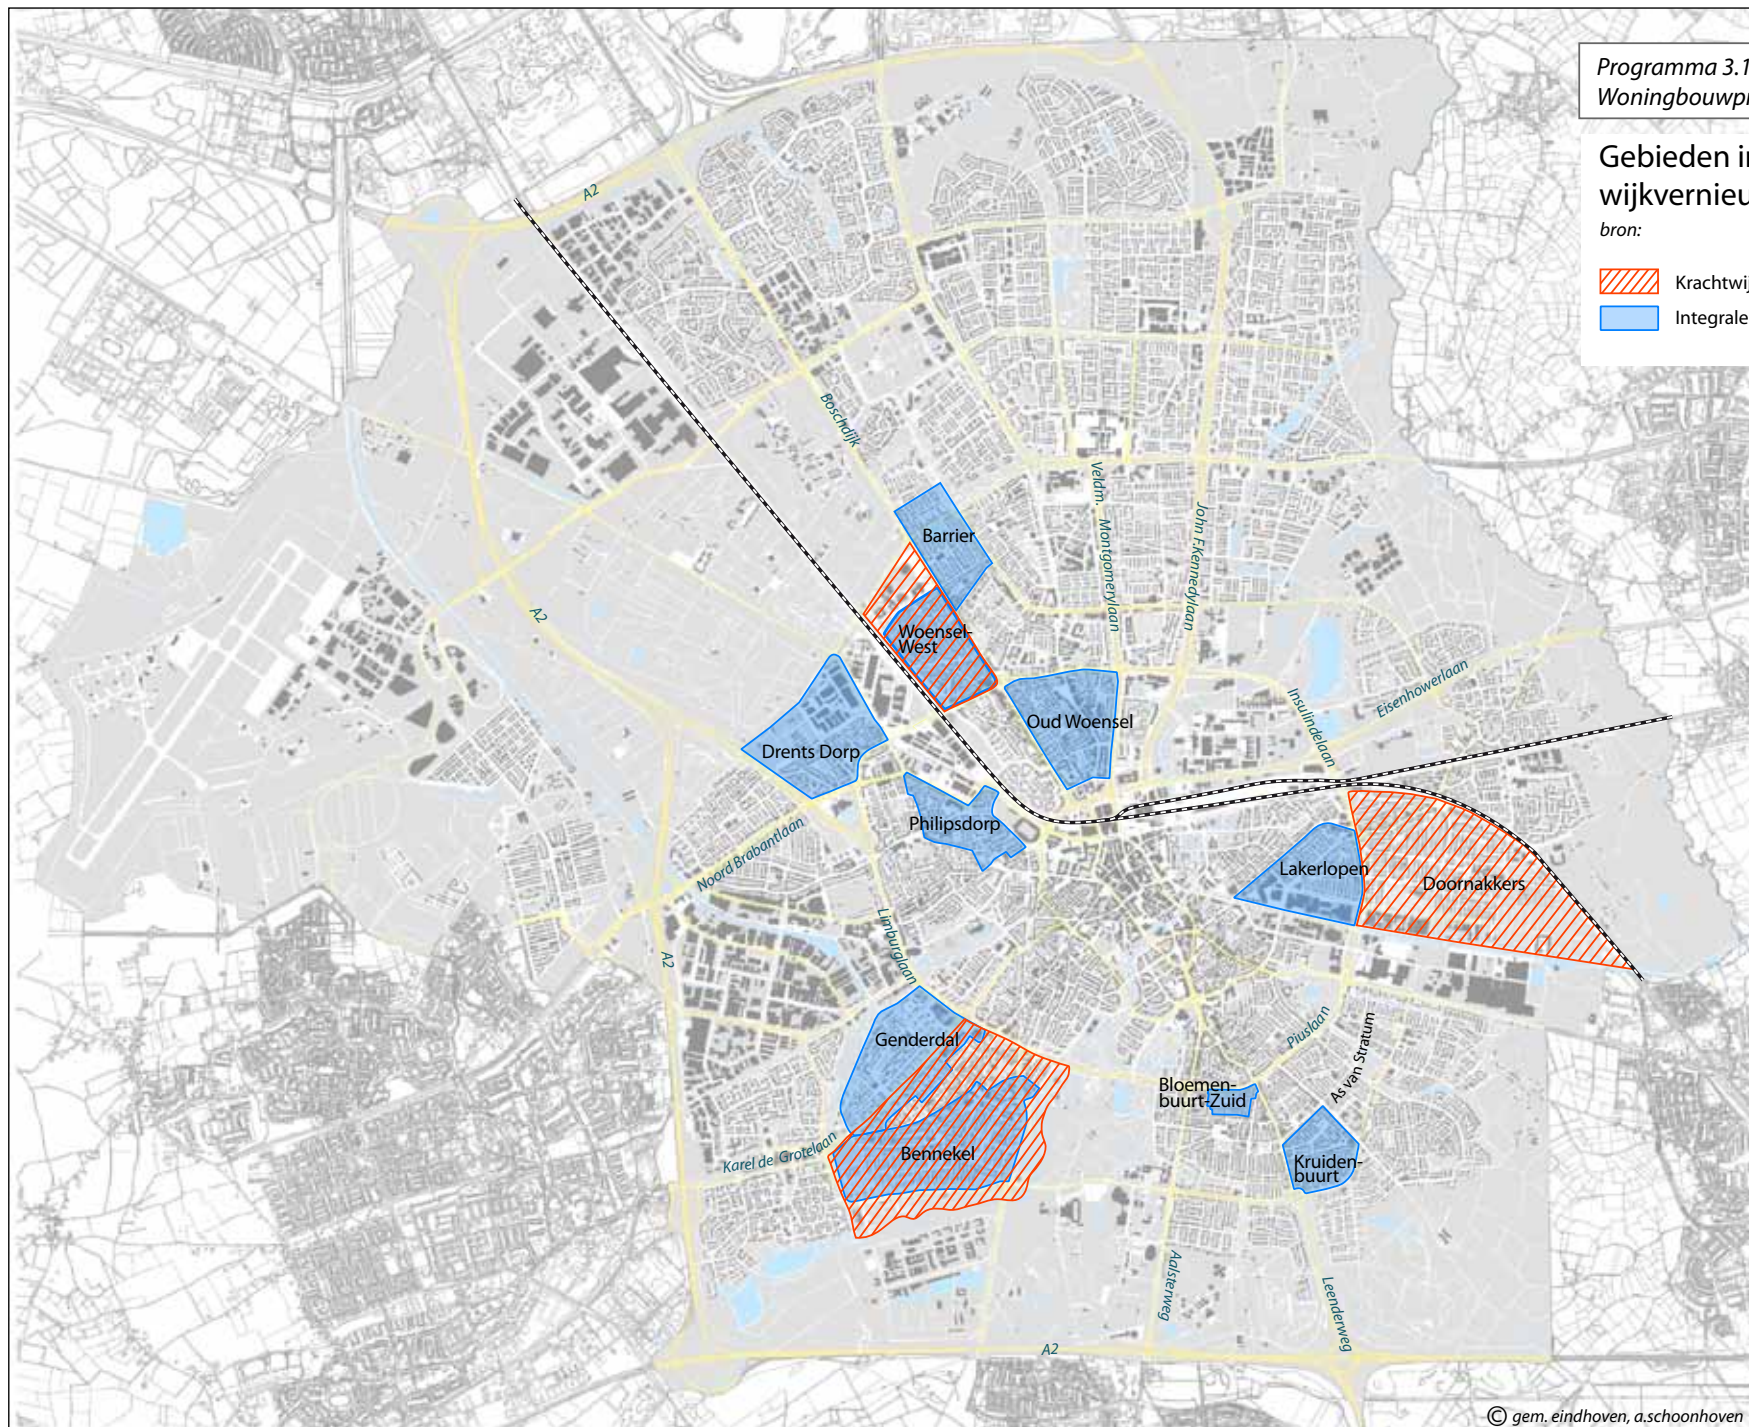 Programma 3.1
Woningbouwpr
Gebieden in
wijkvernieu
bron:
Krachtwij
Integrale
A2
Boschdijk
Veldm. Montgomerylaan
John F.Kennedylaan
Barrier
A2
Woensel-
West
Insulindelaan
Eisenhowerlaan
Oud Woensel
Drents Dorp
Philipsdorp
Noord Brabantlaan
Lakerlopen
Doornakkers
Limburglaan
A2
Genderdal
Piuslaan
As van Stratum
Bloemen-
buurt-Zuid
Karel de Grotelaan
Bennekel
Kruiden-
buurt
Aalsterweg
Leenderweg
A2
© gem. eindhoven, a.schoonhoven